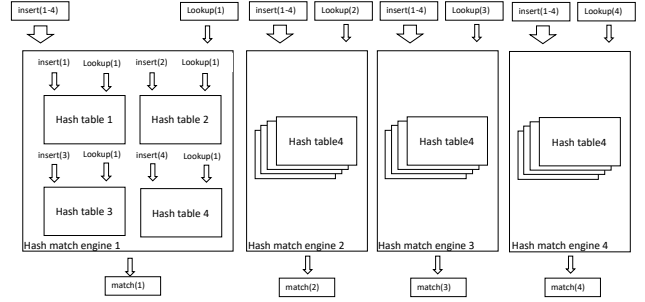 insert(1-4)
Lookup(1)
insert(1-4)
Lookup(2)
insert(1-4)
Lookup(3)
insert(1-4)
Lookup(4)
insert(1)
Lookup(1)
insert(2)
Lookup(1)
Hash table 1
Hash table 2
insert(3)
Lookup(1)
insert(4)
Lookup(1)
Hash table 3
Hash table 4
Hash match engine 1
Hash table4
Hash match engine 2
Hash table4
Hash match engine 3
Hash table4
Hash match engine 4
match(1)
match(2)
match(3)
match(4)